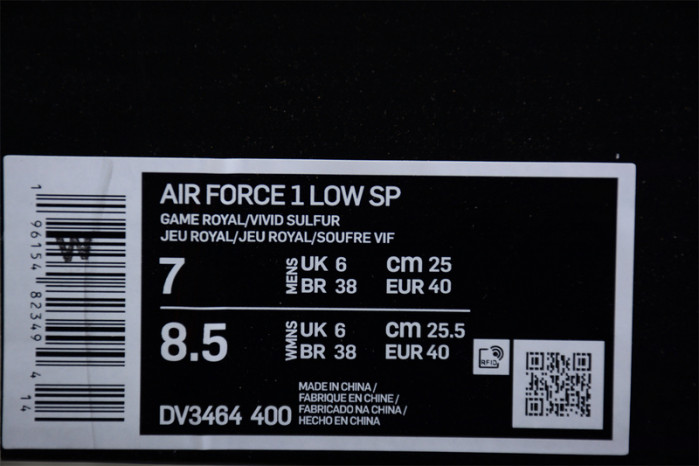 AIR FORCE 1 LOW SP
GAME ROYAL/VIVID SULFUR
JEU ROYAL/JEU ROYAL/SOUFRE VIF
7 MENS UK 6 cm 25
BR 38 EUR 40
8.5 WMNS UK 6 cm 25.5
BR 38 EUR 40
RFID
DV3464 400
MADE IN CHINA /
FABRIQUE EN CHINE /
FABRICADO NA CHINA /
HECHO EN CHINA
1 96154 82349 4 14
W